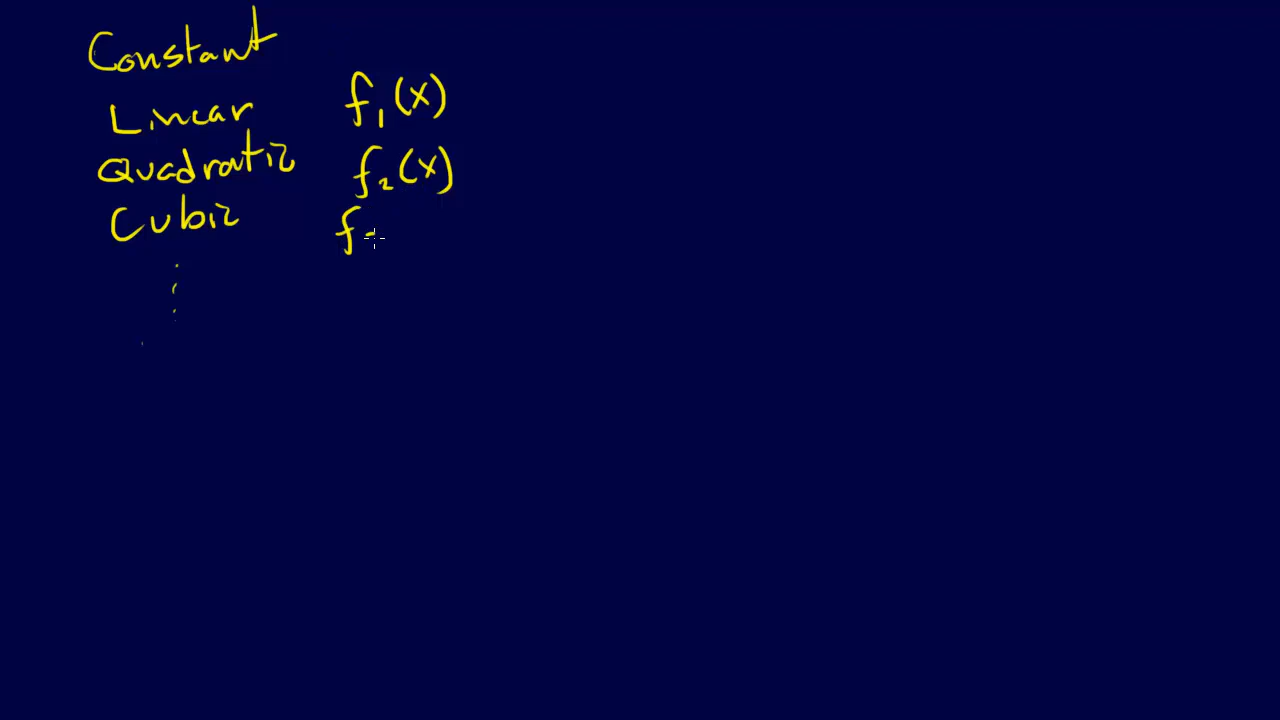 Constant
Linear f₁(x)
Quadratic f₂(x)
Cubic f
⋮